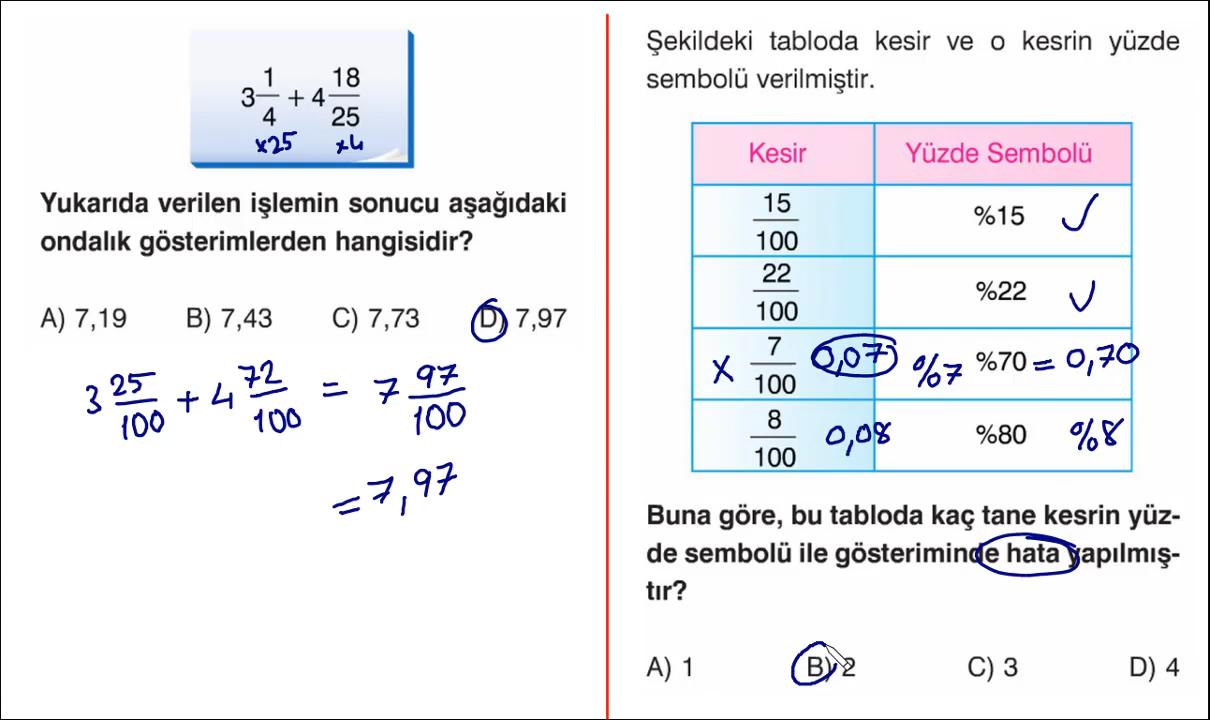 3 1/4 + 4 18/25
x25 x4
Yukarıda verilen işlemin sonucu aşağıdaki
ondalık gösterimlerden hangisidir?
A) 7,19 B) 7,43 C) 7,73 D) 7,97
3 25/100 + 4 72/100 = 7 97/100
= 7,97
Şekildeki tabloda kesir ve o kesrin yüzde
sembolü verilmiştir.
Kesir Yüzde Sembolü
15/100 %15 ✓
22/100 %22 ✓
x 7/100 0,07 %7 %70 = 0,70
8/100 0,08 %80 %8
Buna göre, bu tabloda kaç tane kesrin yüz-
de sembolü ile gösteriminde hata yapılmış-
tır?
A) 1 B) 2 C) 3 D) 4